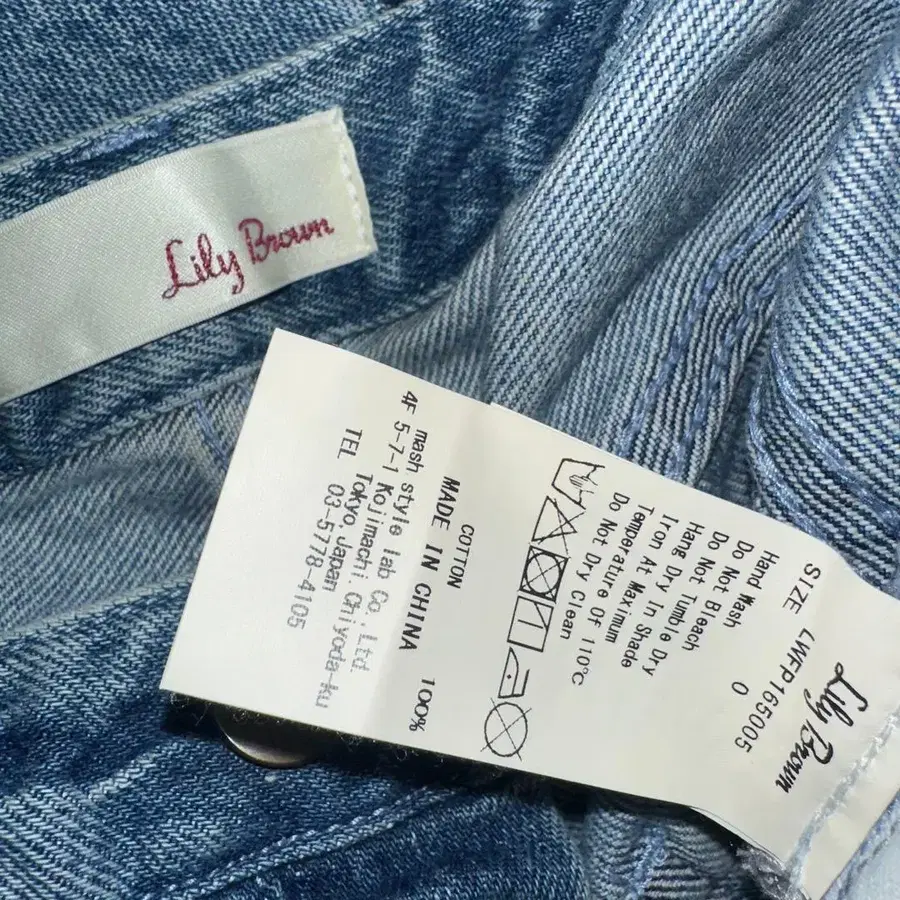 Lily Brown
Lily Brown
LWFP165005
SIZE 0
Hand Wash
Do Not Bleach
Do Not Tumble Dry
Hang Dry In Shade
Iron At Maximum
Temperature Of 110℃
Do Not Dry Clean
COTTON 100%
MADE IN CHINA
mash style lab Co., Ltd.
4F 5-7-1 Kojimachi, Chiyoda-ku
Tokyo, Japan
TEL 03-5778-4105